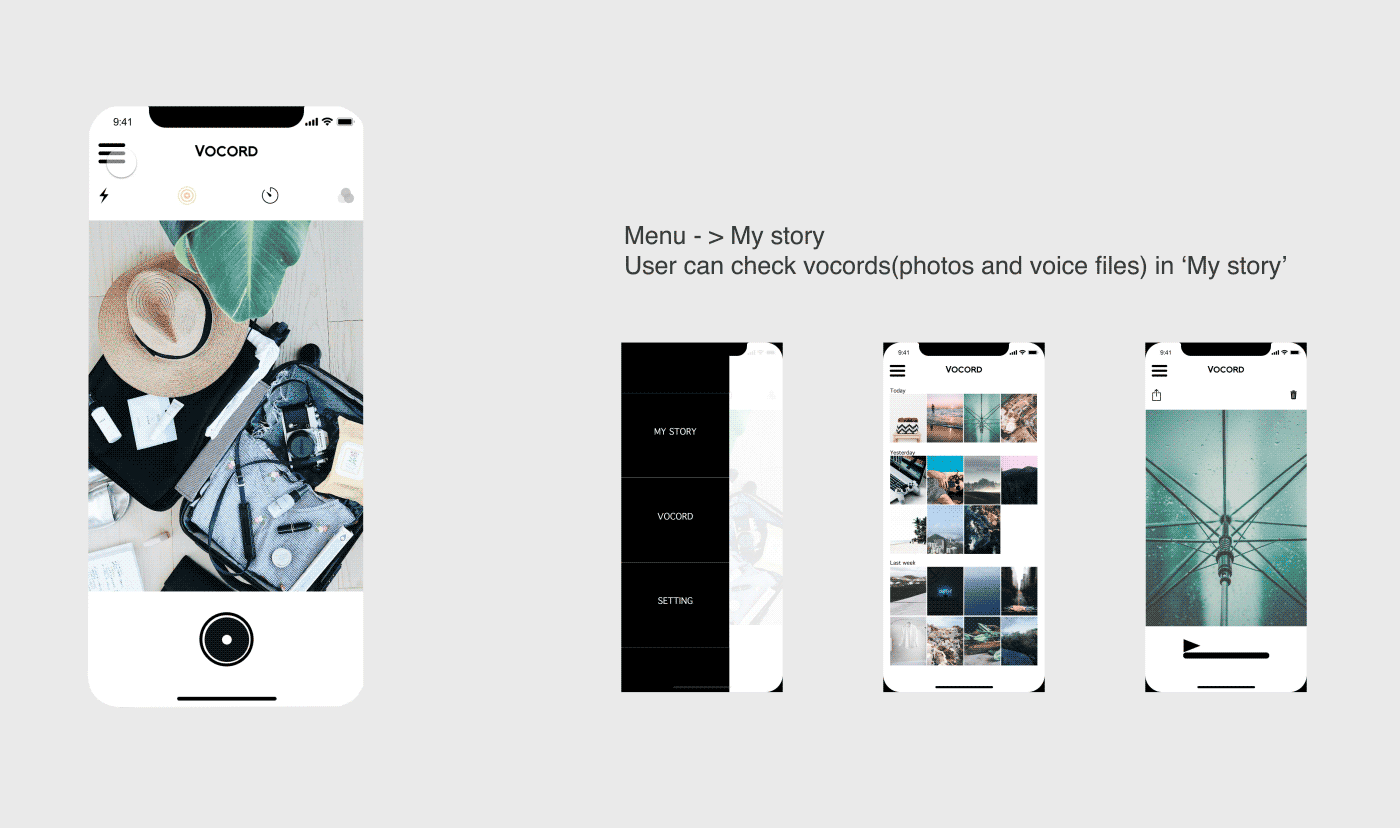 9:41
VOCORD
Menu - > My story
User can check vocords(photos and voice files) in ‘My story’
MY STORY
VOCORD
SETTING
9:41
VOCORD
Today
Yesterday
Last week
9:41
VOCORD